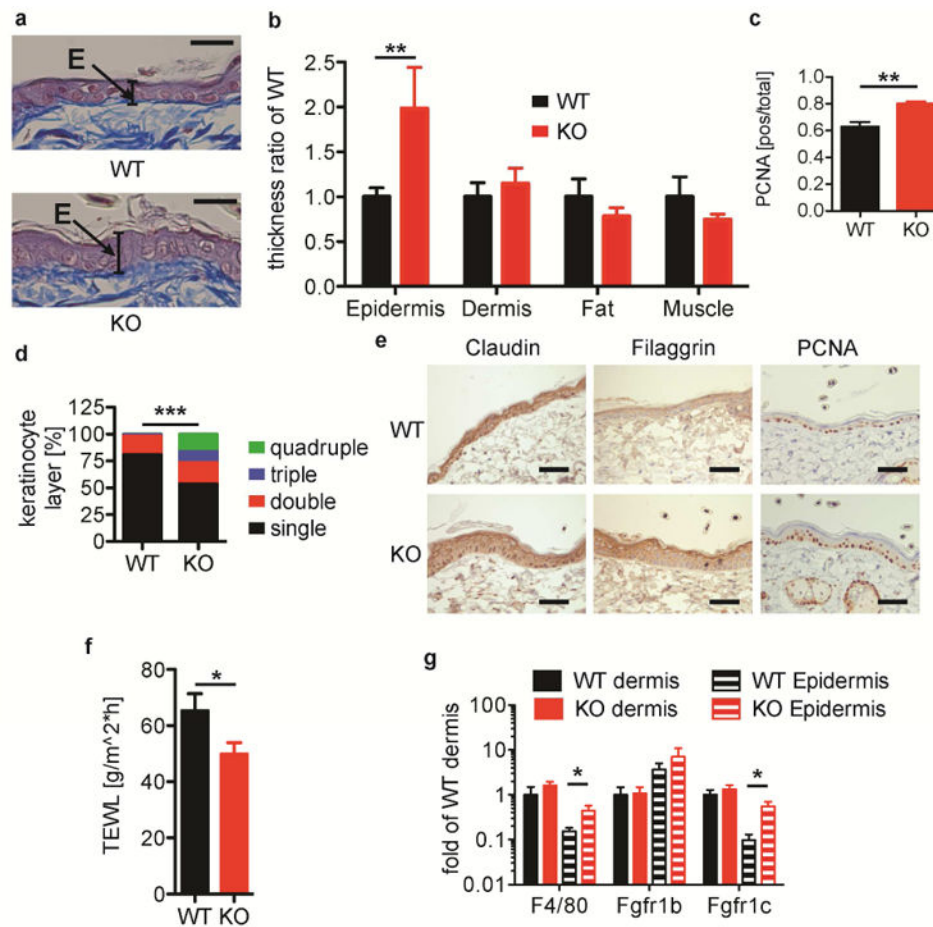 a
E
WT
E
KO
b
thickness ratio of WT
2.5
2.0
1.5
1.0
0.5
0.0
**
WT
KO
Epidermis Dermis Fat Muscle
c
PCNA [pos/total]
1.0
0.8
0.6
0.4
0.2
0.0
**
WT KO
d
keratinocyte
layer [%]
125
100
75
50
25
0
***
WT KO
quadruple
triple
double
single
e
Claudin Filaggrin PCNA
WT
KO
f
TEWL [g/m^2*h]
80
60
40
20
0
*
WT KO
g
WT dermis WT Epidermis
KO dermis KO Epidermis
fold of WT dermis
100
10
1
0.1
0.01
*
*
F4/80 Fgfr1b Fgfr1c